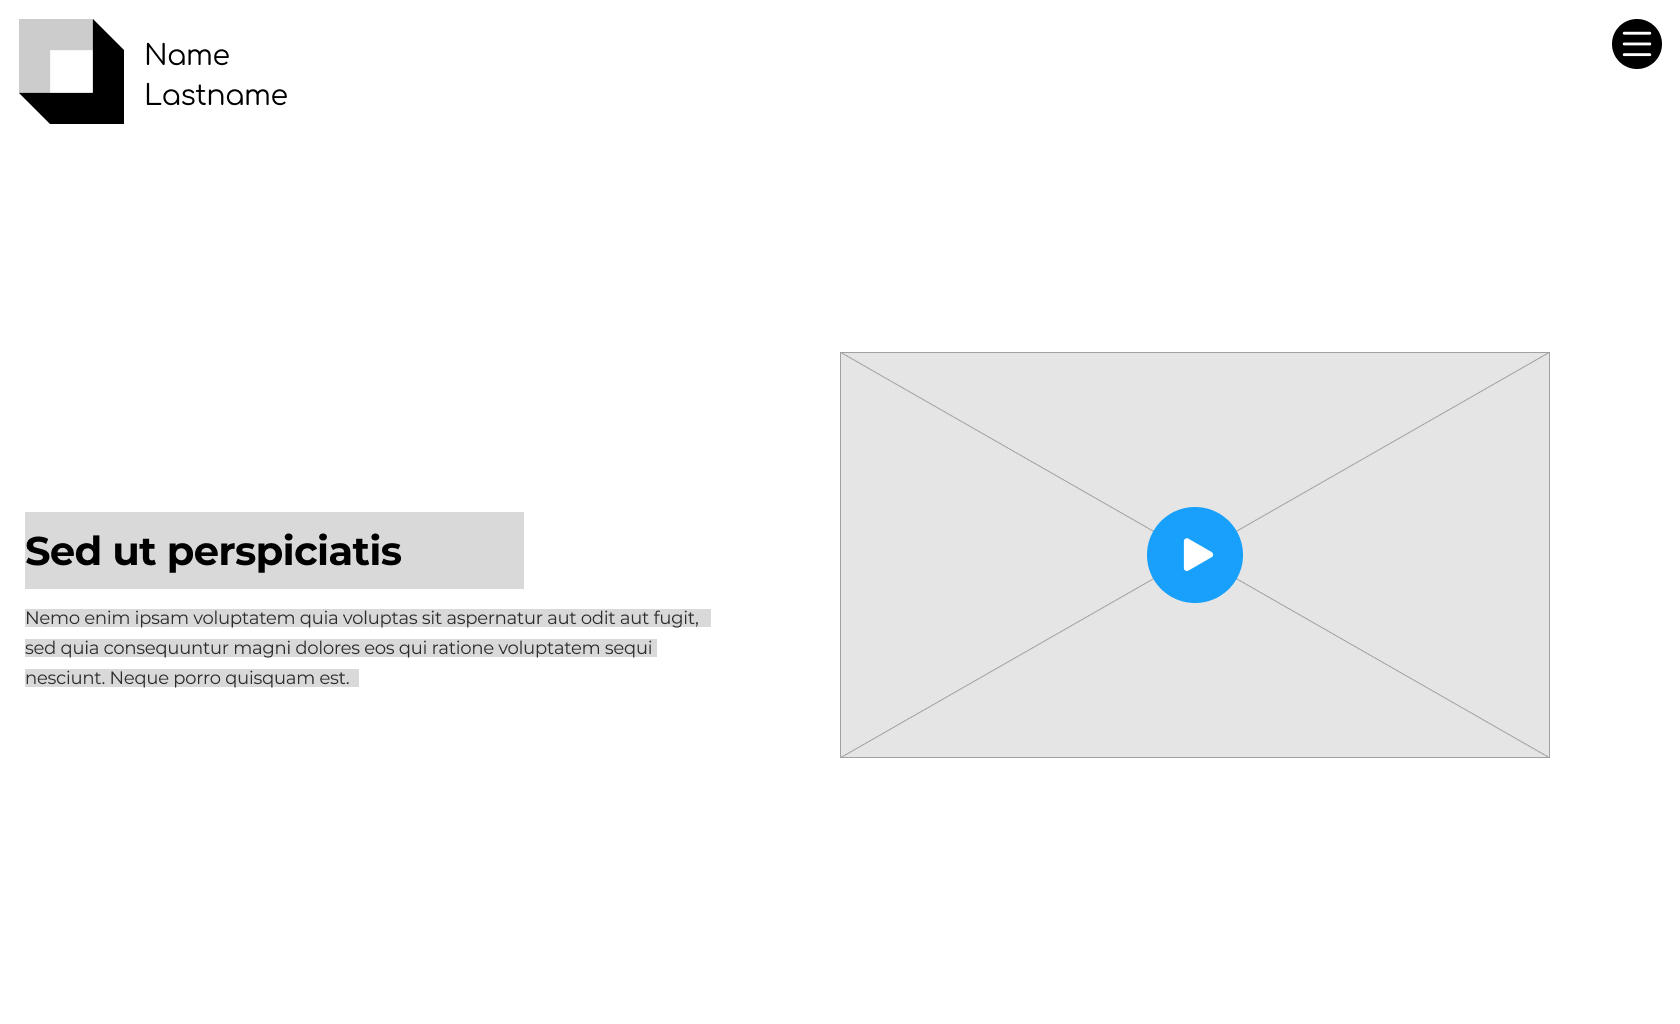 Name
Lastname
Sed ut perspiciatis
Nemo enim ipsam voluptatem quia voluptas sit aspernatur aut odit aut fugit,
sed quia consequuntur magni dolores eos qui ratione voluptatem sequi
nesciunt. Neque porro quisquam est.